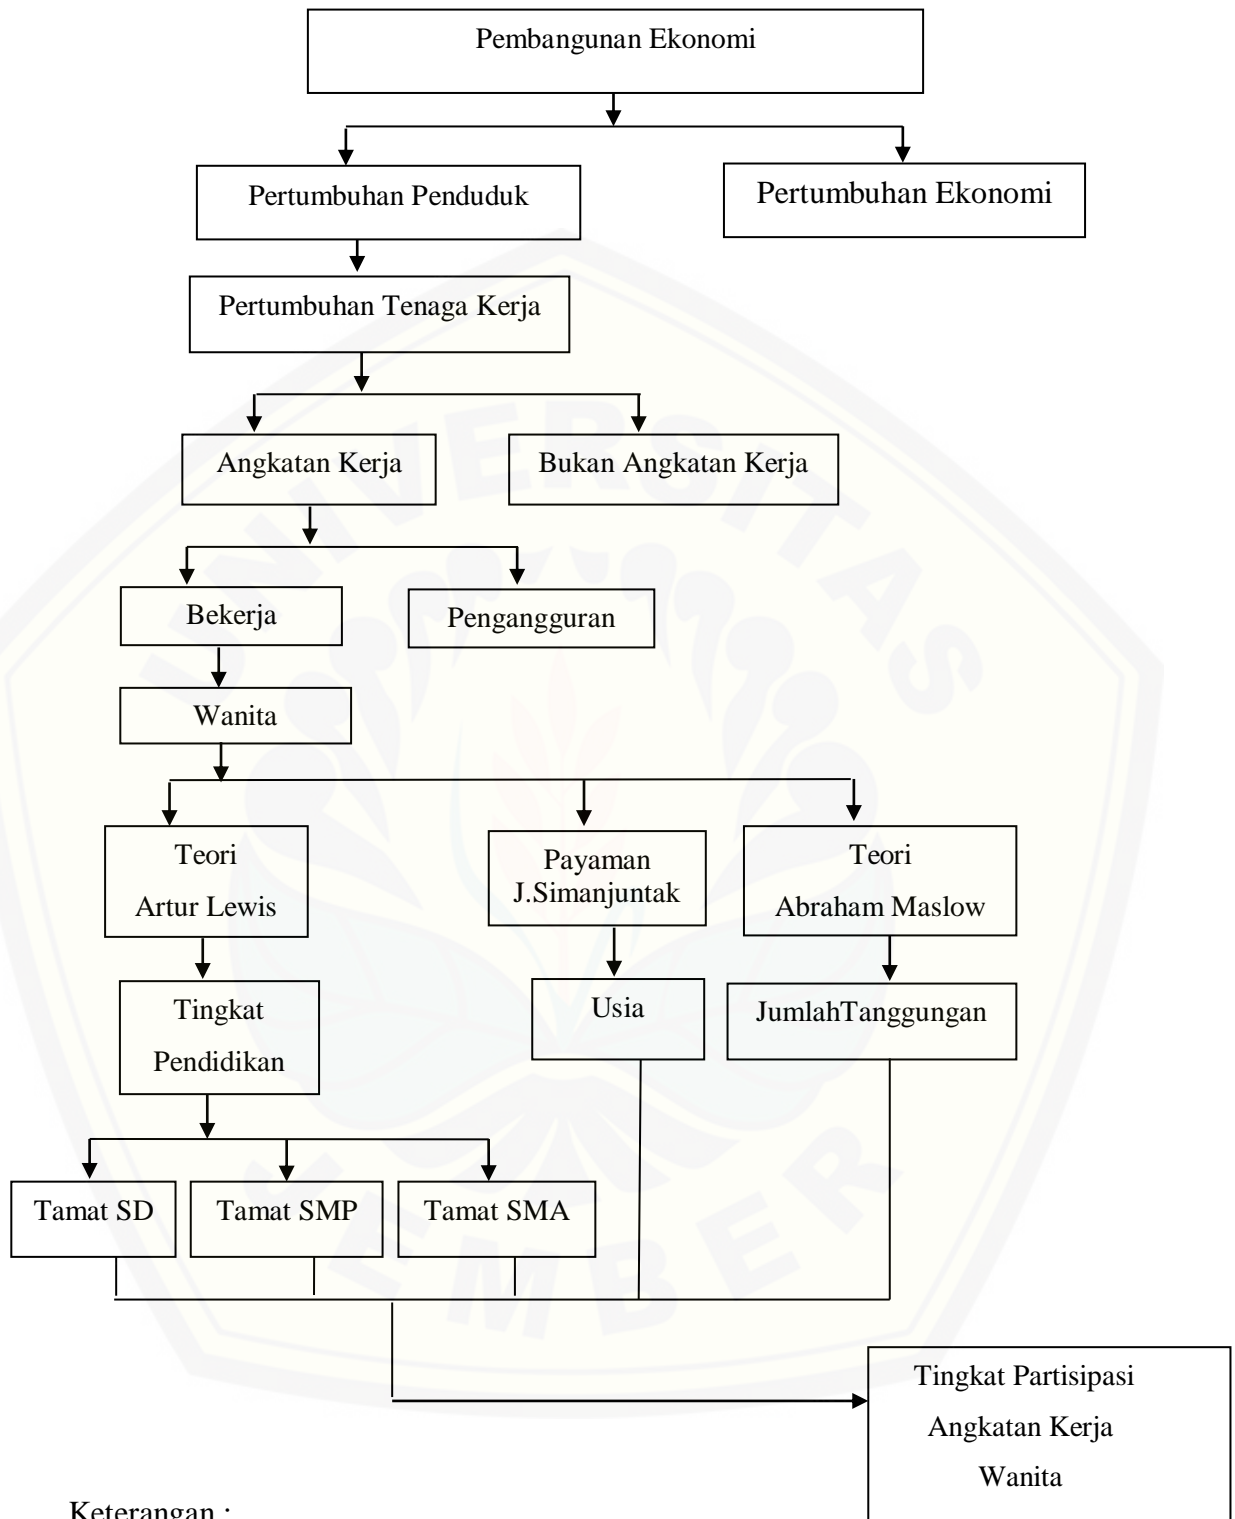 Pembangunan Ekonomi
Pertumbuhan Penduduk
Pertumbuhan Ekonomi
Pertumbuhan Tenaga Kerja
Angkatan Kerja
Bukan Angkatan Kerja
Bekerja
Pengangguran
Wanita
Teori
Artur Lewis
Payaman
J.Simanjuntak
Teori
Abraham Maslow
Tingkat
Pendidikan
Usia
JumlahTanggungan
Tamat SD
Tamat SMP
Tamat SMA
Tingkat Partisipasi
Angkatan Kerja
Wanita
Keterangan :
UNIVERSITAS
JEMBER